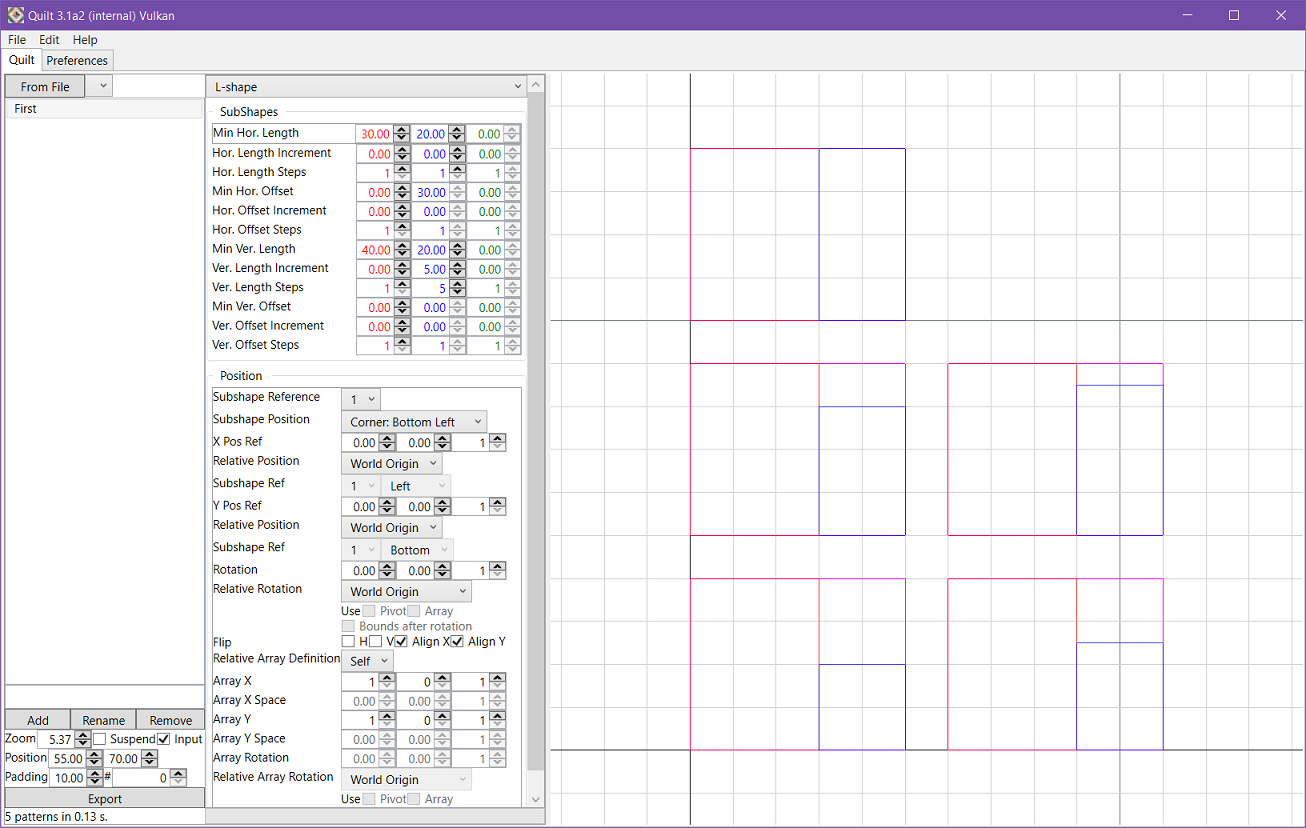 Quilt 3.1a2 (internal) Vulkan
File Edit Help
Quilt Preferences
From File
First
L-shape
SubShapes
Min Hor. Length 30.00 20.00 0.00
Hor. Length Increment 0.00 0.00 0.00
Hor. Length Steps 1 1 1
Min Hor. Offset 0.00 30.00 0.00
Hor. Offset Increment 0.00 0.00 0.00
Hor. Offset Steps 1 1 1
Min Ver. Length 40.00 20.00 0.00
Ver. Length Increment 0.00 5.00 0.00
Ver. Length Steps 1 5 1
Min Ver. Offset 0.00 0.00 0.00
Ver. Offset Increment 0.00 0.00 0.00
Ver. Offset Steps 1 1 1
Position
Subshape Reference 1
Subshape Position Corner: Bottom Left
X Pos Ref 0.00 0.00 1
Relative Position World Origin
Subshape Ref 1 Left
Y Pos Ref 0.00 0.00 1
Relative Position World Origin
Subshape Ref 1 Bottom
Rotation 0.00 0.00 1
Relative Rotation World Origin
Use Pivot Array
Bounds after rotation
Flip H V Align X Align Y
Relative Array Definition Self
Array X 1 0 1
Array X Space 0.00 0.00 1
Array Y 1 0 1
Array Y Space 0.00 0.00 1
Array Rotation 0.00 0.00 1
Relative Array Rotation World Origin
Use Pivot Array
Add Rename Remove
Zoom 5.37 Suspend Input
Position 55.00 70.00
Padding 10.00 # 0
Export
5 patterns in 0.13 s.